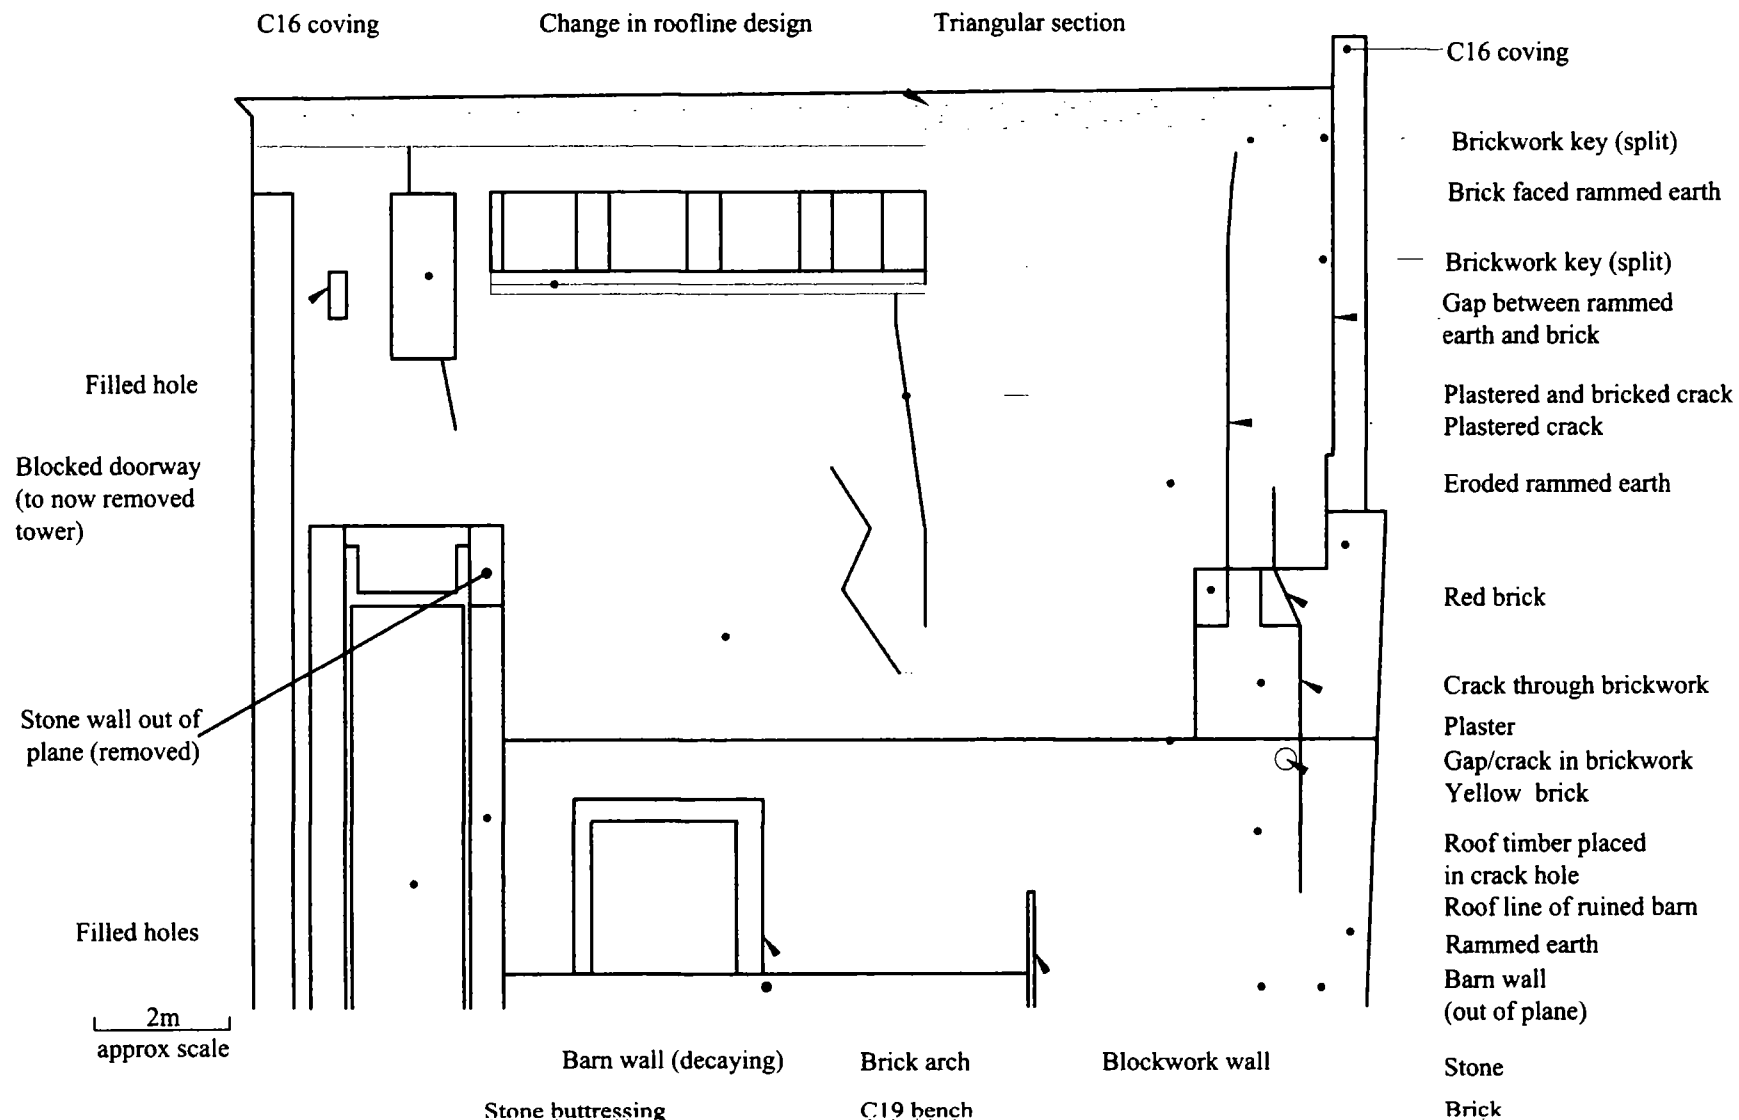 C16 coving
Change in roofline design
Triangular section
C16 coving
Brickwork key (split)
Brick faced rammed earth
Brickwork key (split)
Gap between rammed
earth and brick
Plastered and bricked crack
Plastered crack
Eroded rammed earth
Red brick
Crack through brickwork
Plaster
Gap/crack in brickwork
Yellow brick
Roof timber placed
in crack hole
Roof line of ruined barn
Rammed earth
Barn wall
(out of plane)
Stone
Brick
Filled hole
Blocked doorway
(to now removed
tower)
Stone wall out of
plane (removed)
Filled holes
2m
approx scale
Barn wall (decaying)
Brick arch
Blockwork wall
Stone buttressing
C19 bench